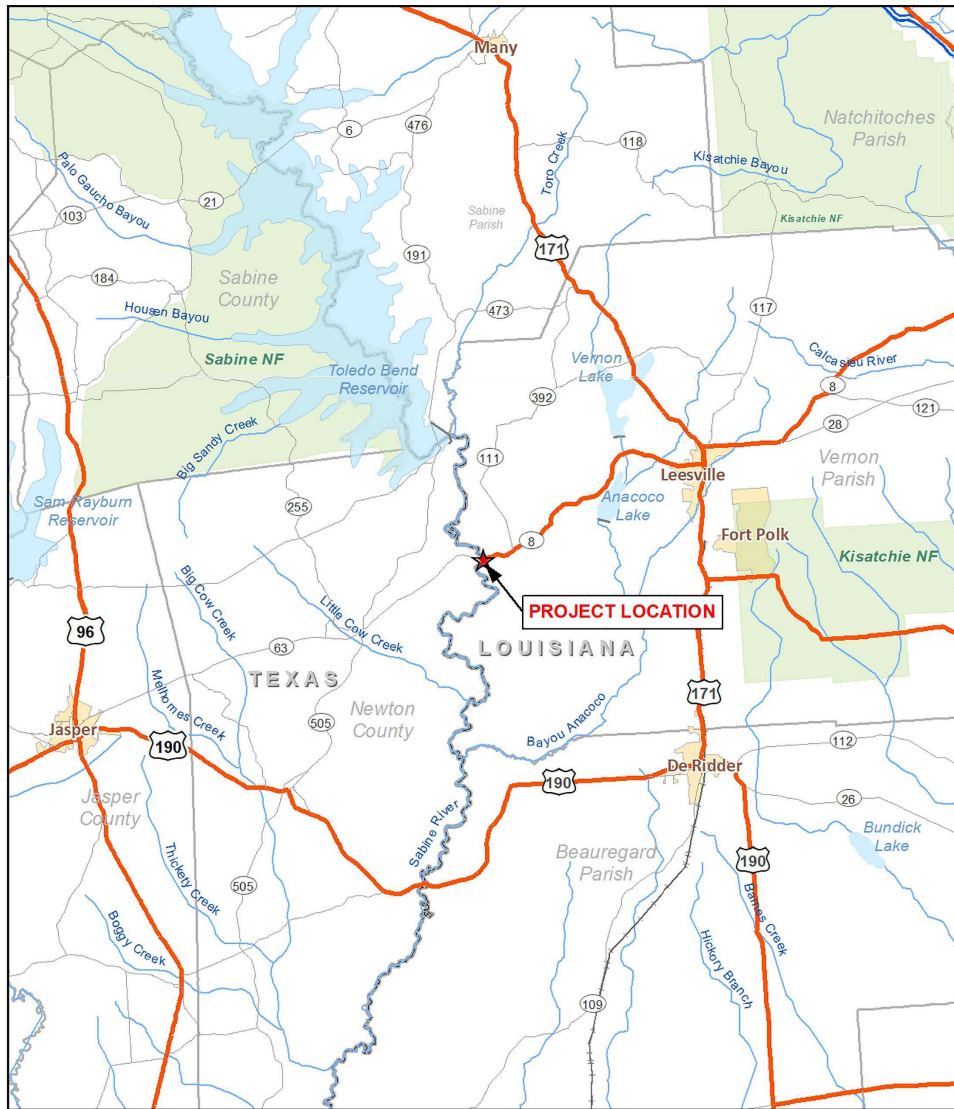 Many
Natchitoches
Parish
476
6
118
Toro Creek
Kisatchie Bayou
Palo Gaucho Bayou
21
103
Sabine
Parish
Kisatchie NF
171
191
184
Sabine
County
117
Housen Bayou
473
Sabine NF
Toledo Bend
Reservoir
Vernon
Lake
Calcasieu River
8
392
121
28
Big Sandy Creek
111
Vernon
Parish
Leesville
Sam Rayburn
Reservoir
255
Anacoco
Lake
Fort Polk
8
Kisatchie NF
Big Cow Creek
Little Cow Creek
PROJECT LOCATION
96
63
LOUISIANA
TEXAS
Melhomes Creek
171
Newton
County
505
Jasper
190
Bayou Anacoco
112
De Ridder
190
Jasper
County
26
Sabine River
Bundick
Lake
Beauregard
Parish
190
Thickety Creek
505
Barnes Creek
Boggy Creek
Hickory Branch
109